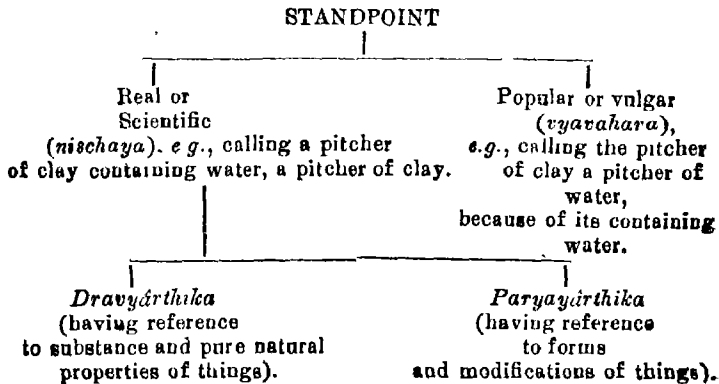 STANDPOINT
Real or
Scientific
(nischaya). e g., calling a pitcher
of clay containing water, a pitcher of clay.
Popular or vulgar
(vyavahara),
e.g., calling the pitcher
of clay a pitcher of
water,
because of its containing
water.
Dravyârthika
(having reference
to substance and pure natural
properties of things).
Paryayârthika
(having reference
to forms
and modifications of things).